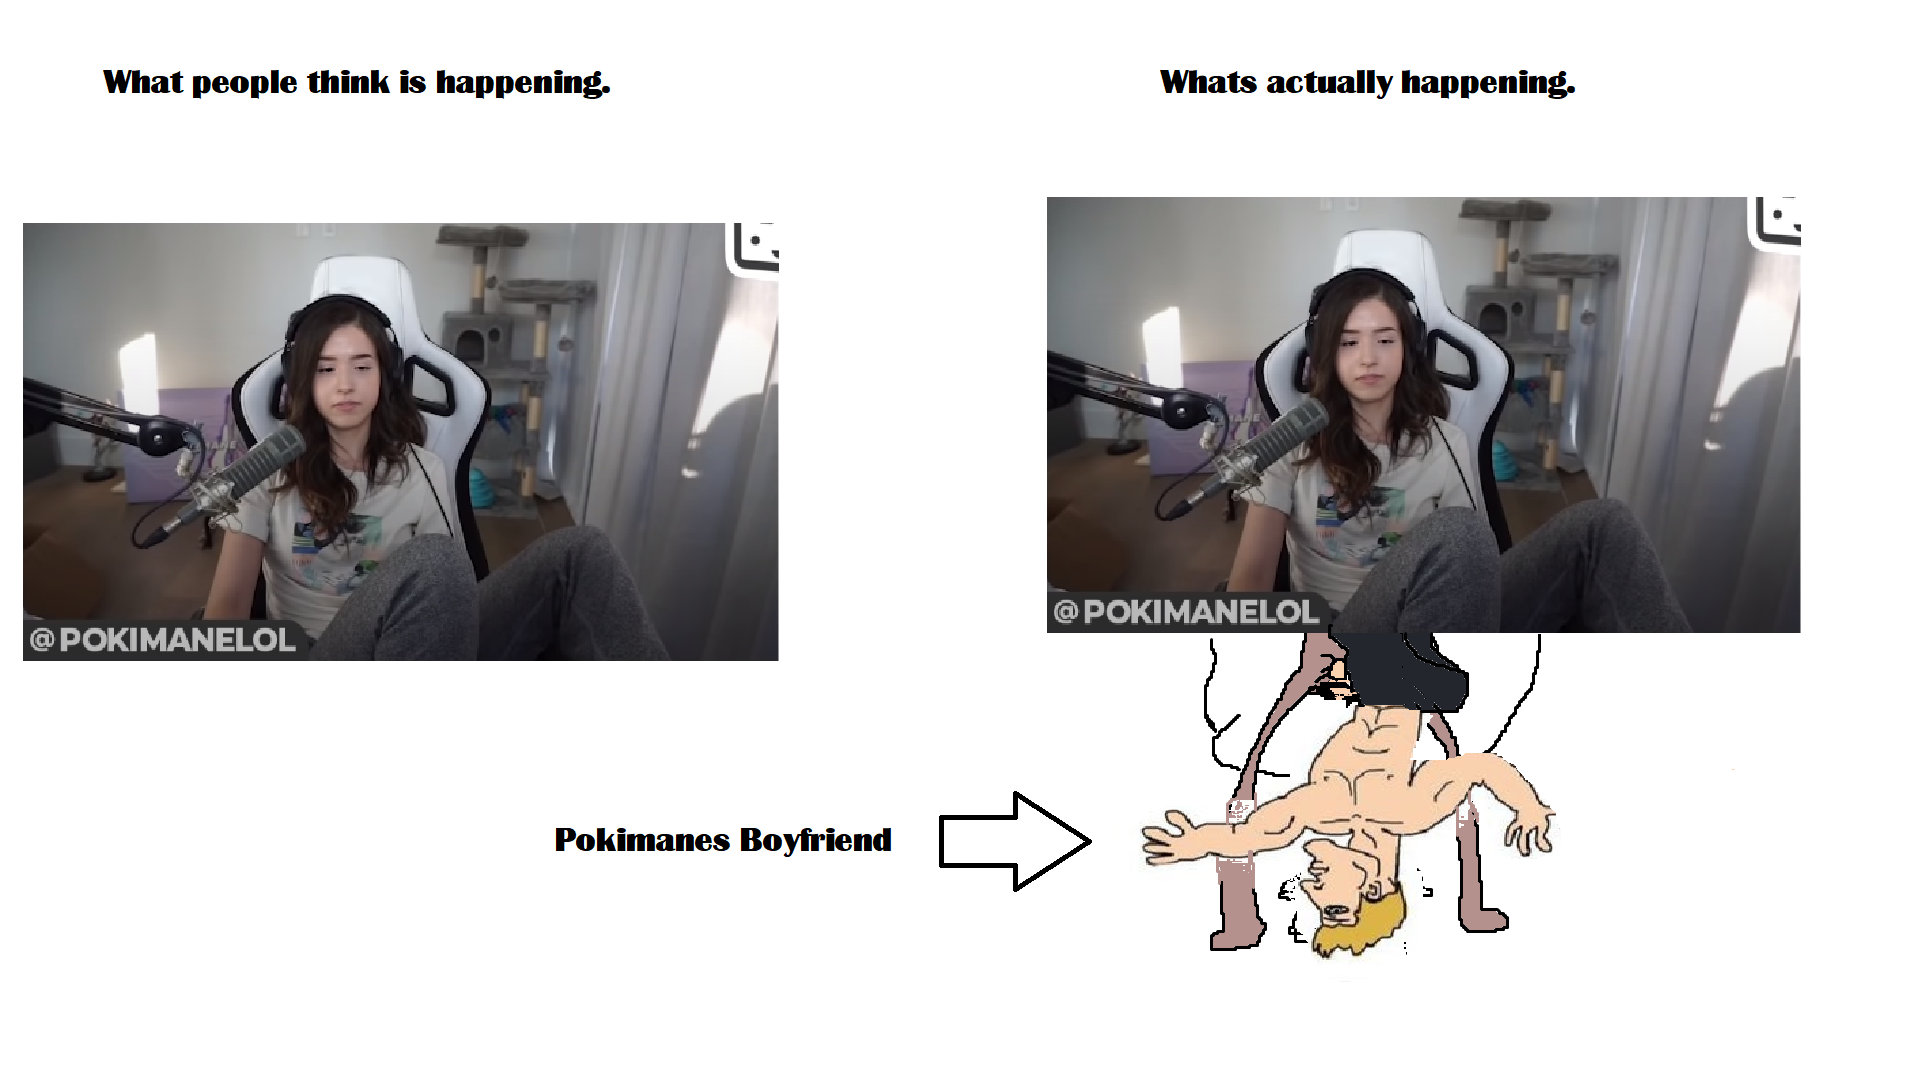 What people think is happening.
Whats actually happening.
@POKIMANELOL
@POKIMANELOL
Pokimanes Boyfriend